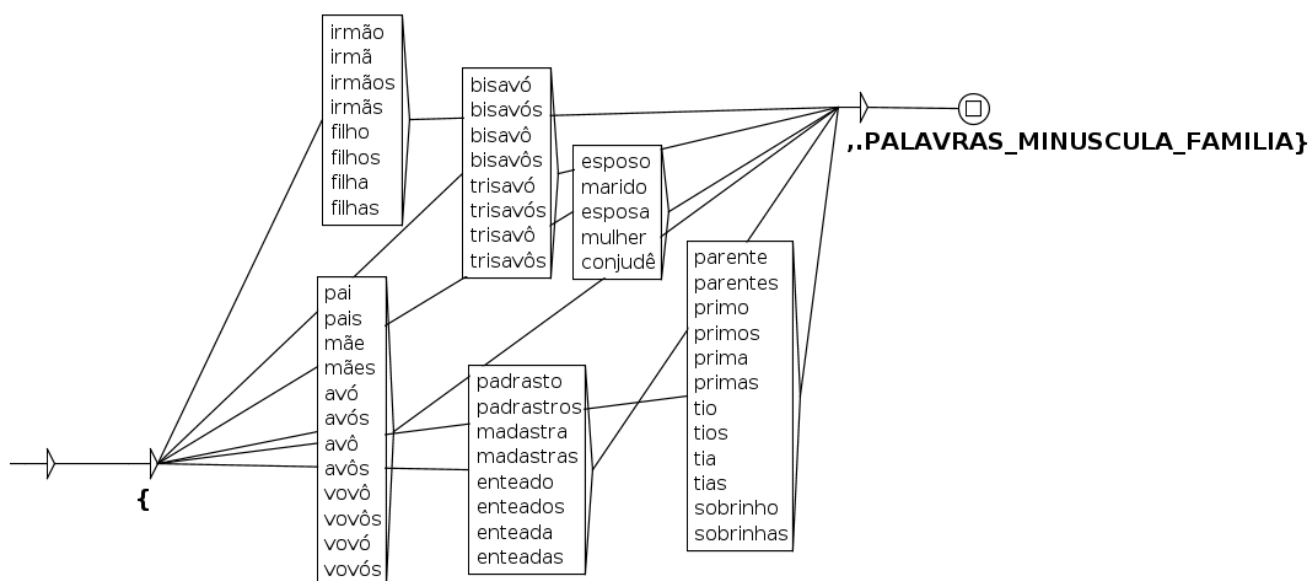 irmão
irmã
irmãos
irmãs
filho
filhos
filha
filhas
bisavó
bisavós
bisavô
bisavôs
trisavó
trisavós
trisavô
trisavôs
esposo
marido
esposa
mulher
conjudê
,.PALAVRAS_MINUSCULA_FAMILIA}
pai
pais
mãe
mães
avó
avós
avô
avôs
vovô
vovôs
vovó
vovós
padrasto
padrastros
madastra
madastras
enteado
enteados
enteada
enteadas
parente
parentes
primo
primos
prima
primas
tio
tios
tia
tias
sobrinho
sobrinhas
{